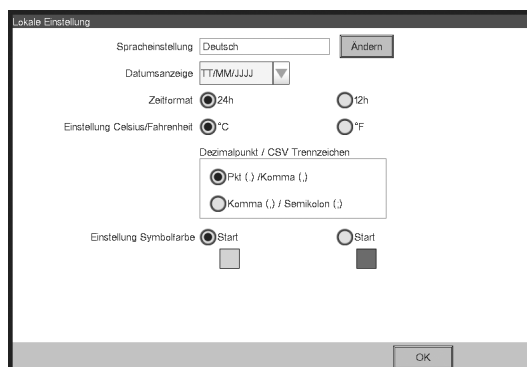 Lokale Einstellung
Spracheinstellung Deutsch Ändern
Datumsanzeige TT/MM/JJJJ
Zeitformat 24h 12h
Einstellung Celsius/Fahrenheit °C °F
Dezimalpunkt / CSV Trennzeichen
Pkt (.) /Komma (,)
Komma (,) / Semikolon (;)
Einstellung Symbolfarbe Start Start
OK